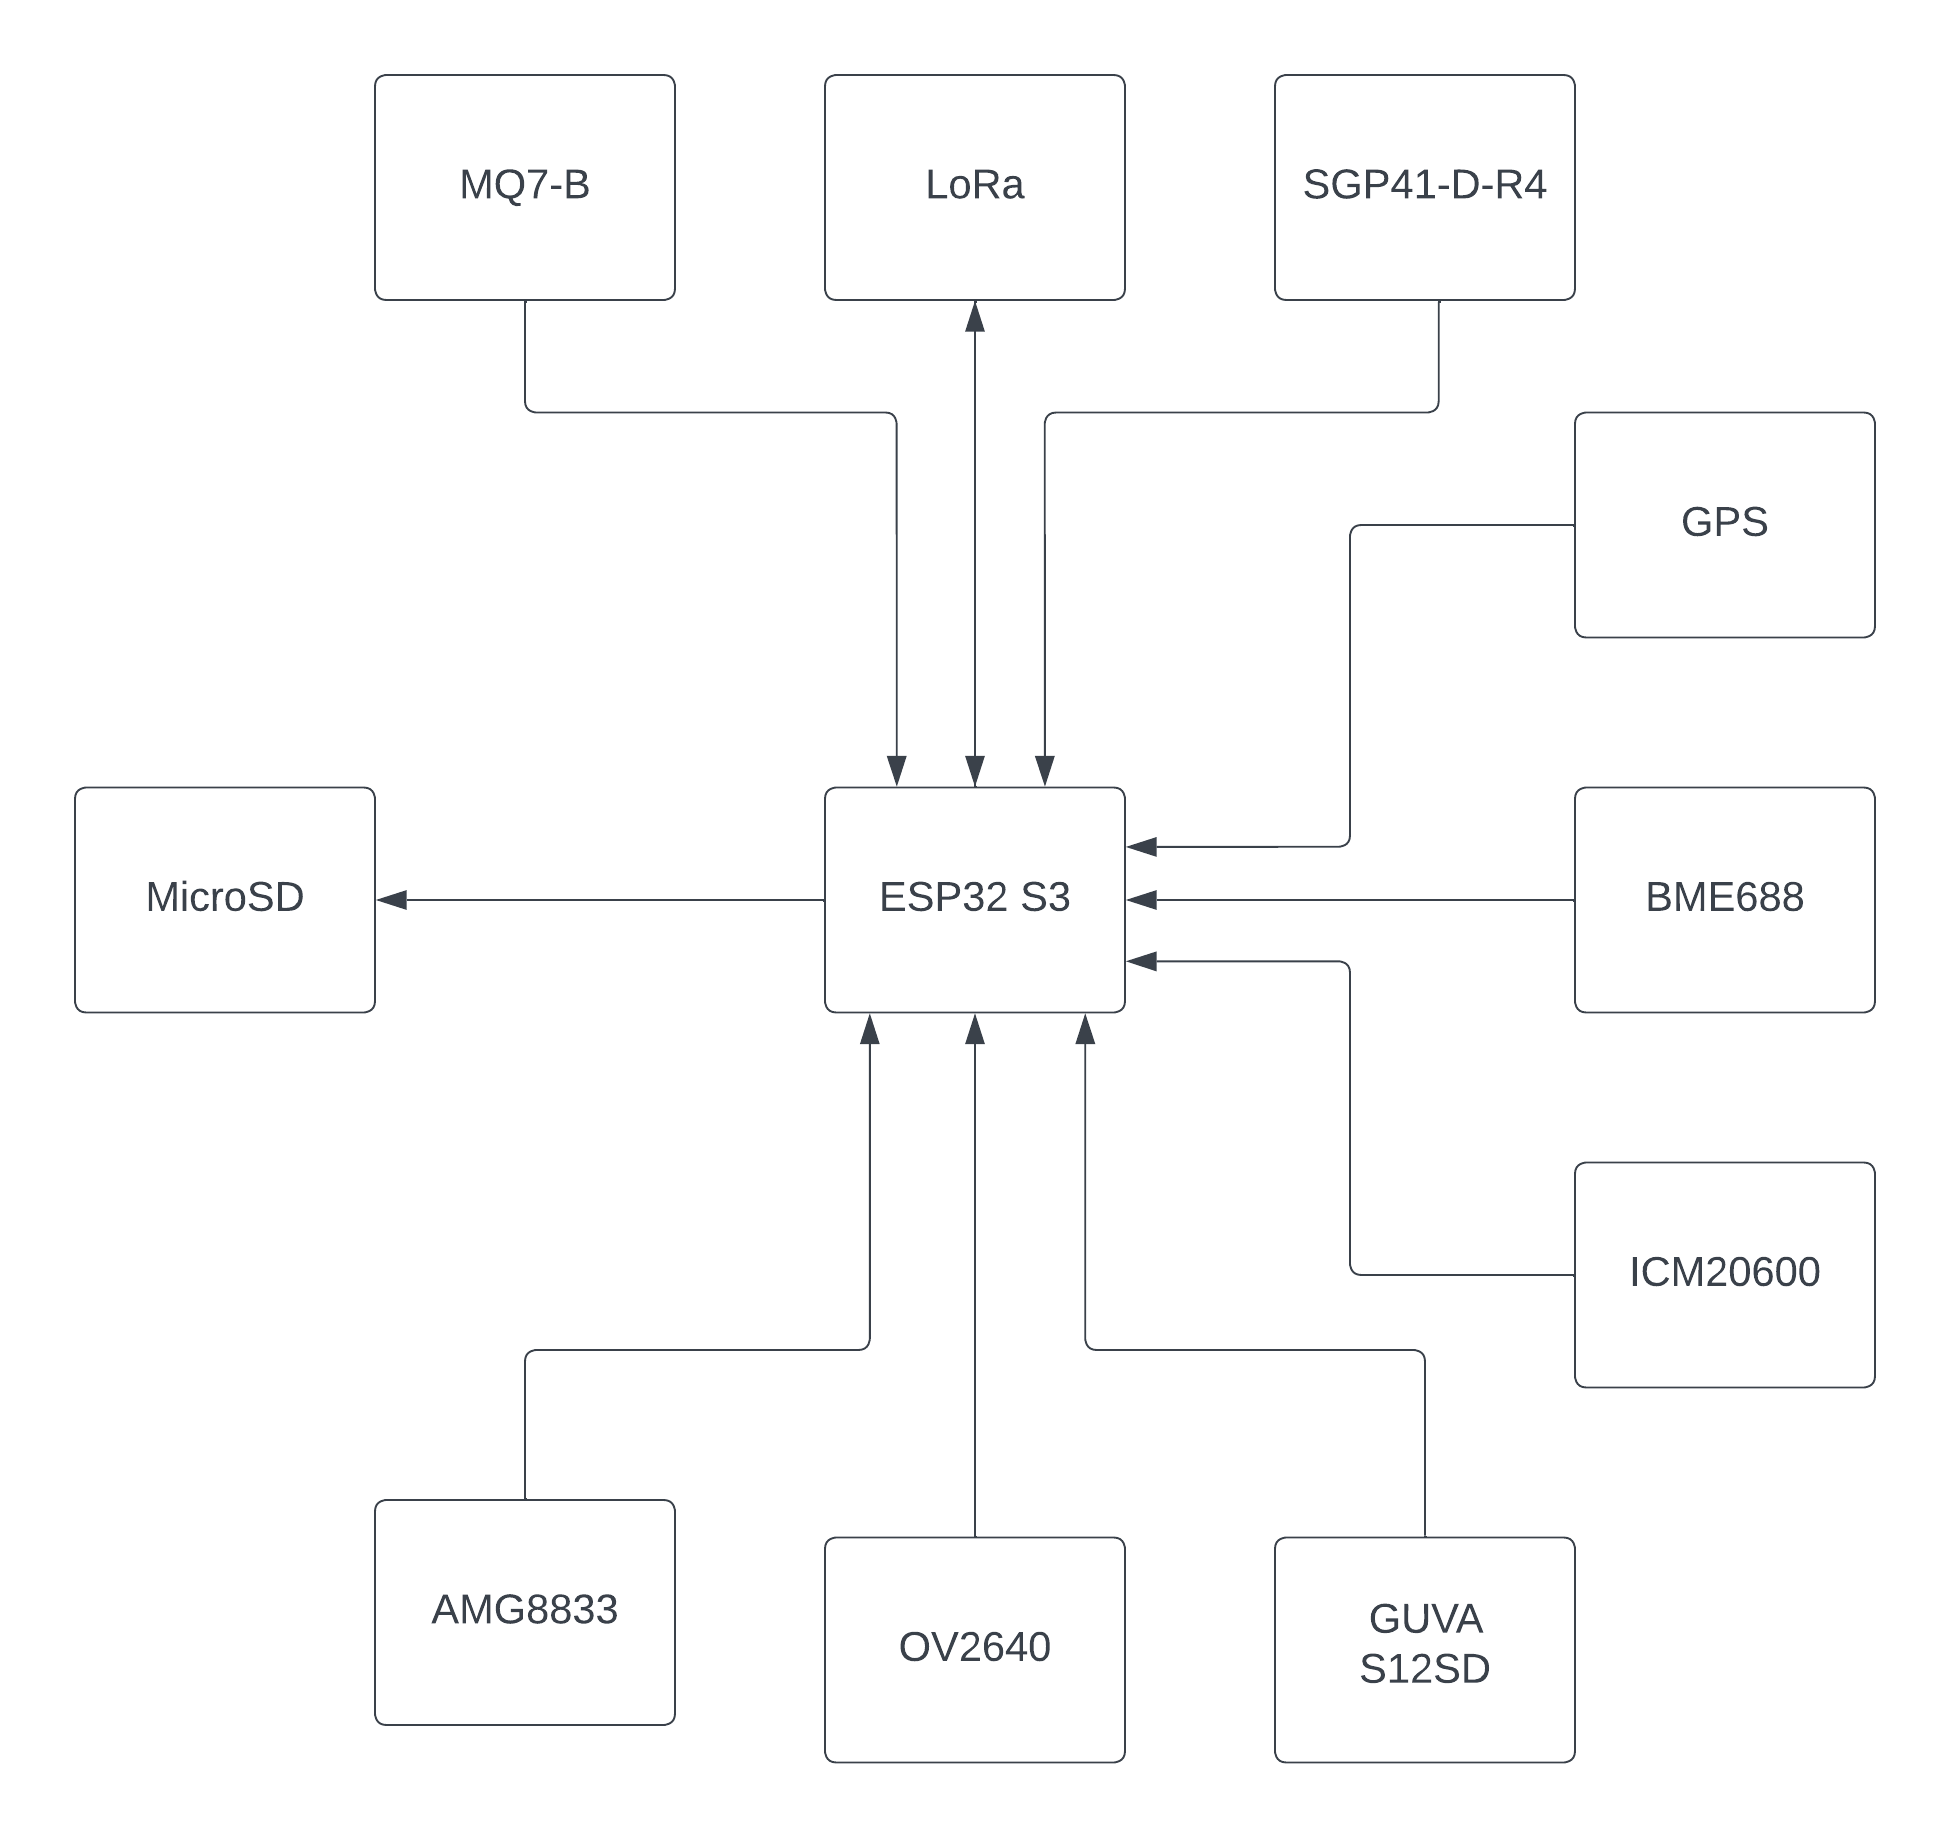 MQ7-B
LoRa
SGP41-D-R4
GPS
MicroSD
ESP32 S3
BME688
ICM20600
AMG8833
OV2640
GUVA
S12SD